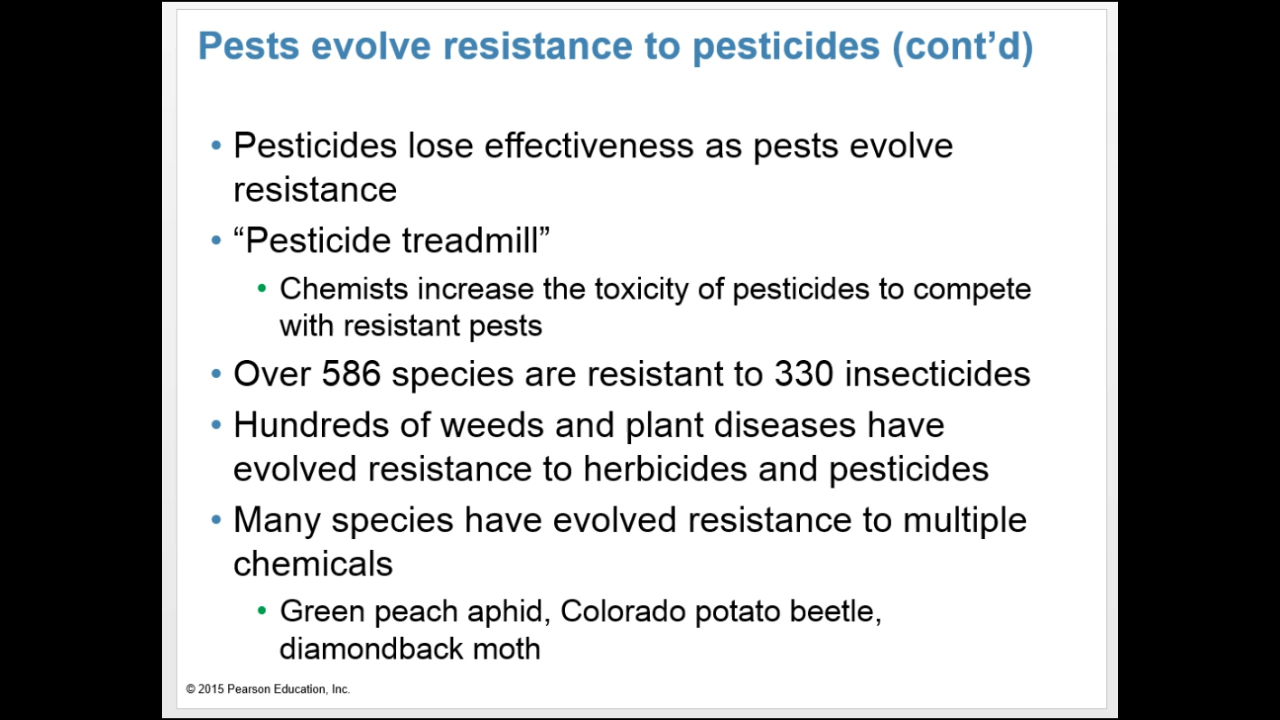 Pests evolve resistance to pesticides (cont’d)
• Pesticides lose effectiveness as pests evolve
resistance
• “Pesticide treadmill”
• Chemists increase the toxicity of pesticides to compete
with resistant pests
• Over 586 species are resistant to 330 insecticides
• Hundreds of weeds and plant diseases have
evolved resistance to herbicides and pesticides
• Many species have evolved resistance to multiple
chemicals
• Green peach aphid, Colorado potato beetle,
diamondback moth
© 2015 Pearson Education, Inc.